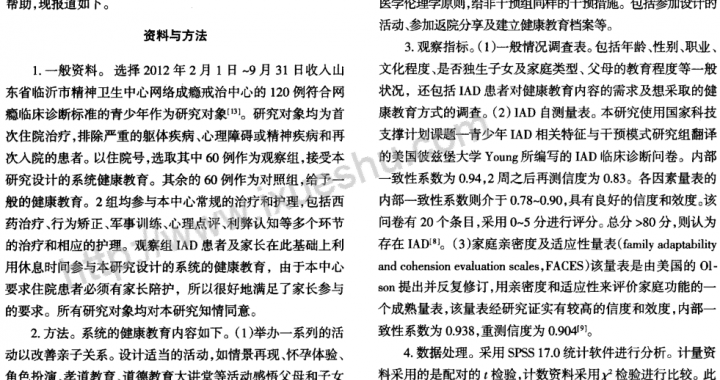 帮助,现报道如下。
资料与方法
1. 一般资料。 选择 2012 年 2 月 1 日 ~9 月 31 日收入山
东省临沂市精神卫生中心网络成瘾戒治中心的 120 例符合网
瘾临床诊断标准的青少年作为研究对象[13]。研究对象均为首
次住院治疗,排除严重的躯体疾病、心理障碍或精神疾病和再
次入院的患者。以住院号,选取其中 60 例作为观察组,接受本
研究设计的系统健康教育。其余的 60 例作为对照组,给予一
般的健康教育。2 组均参与本中心常规的治疗和护理,包括西
药治疗、行为矫正、军事训练、心理点评、利弊认知等多个环节
的治疗和相应的护理。 观察组 IAD 患者及家长在此基础上利
用休息时间参与本研究设计的系统的健康教育, 由于本中心
要求住院患者必须有家长陪护, 所以很好地满足了家长参与
的要求。所有研究对象均对本研究知情同意。
2. 方法。系统的健康教育内容如下。(1)举办一系列的活
动以改善亲子关系。设计适当的活动,如情景再现、怀孕体验、
角色扮演、孝道教育、道德教育大讲堂等活动感悟父母和子女
医学伦理学原则,给非干预组同样的干预措施。包括参加设计的
活动、参加返院分享及建立健康教育档案等。
3. 观察指标。(1)一般情况调查表。包括年龄、性别、职业、
文化程度、是否独生子女及家庭类型、父母的教育程度等一般
状况, 还包括 IAD 患者对健康教育内容的需求及想采取的健
康教育方式的调查。(2) IAD 自测量表。本研究使用国家科技
支撑计划课题—青少年 IAD 相关特征与干预模式研究组翻译
的美国彼兹堡大学 Young 所编写的 IAD 临床诊断问卷。内部
一致性系数为 0.94,2 周之后再测信度为 0.83。各因素量表的
内部一致性系数则介于 0.78~0.90,具有良好的信度和效度。该
问卷有 20 个条目,采用 0~5 分进行评分。总分 >80 分,则认为
存在 IAD[8]。(3)家庭亲密度及适应性量表(family adaptability
and cohension evaluation scales, FACES)该量表是由美国的 Ol-
son 提出并反复修订,用亲密度和适应性来评价家庭功能的一
个成熟量表,该量表经研究证实有较高的信度和效度,内部一
致性系数为 0.938,重测信度为 0.904[9]。
4. 数据处理。采用 SPSS 17.0 统计软件进行分析。计量资
料采用的是配对的 t 检验,计数资料采用 χ² 检验进行比较。此
http://www.ixueshu.com